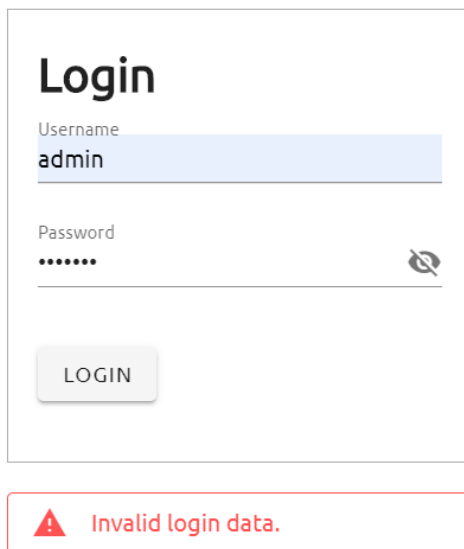 Login
Username
admin
Password
•••••••
LOGIN
Invalid login data.